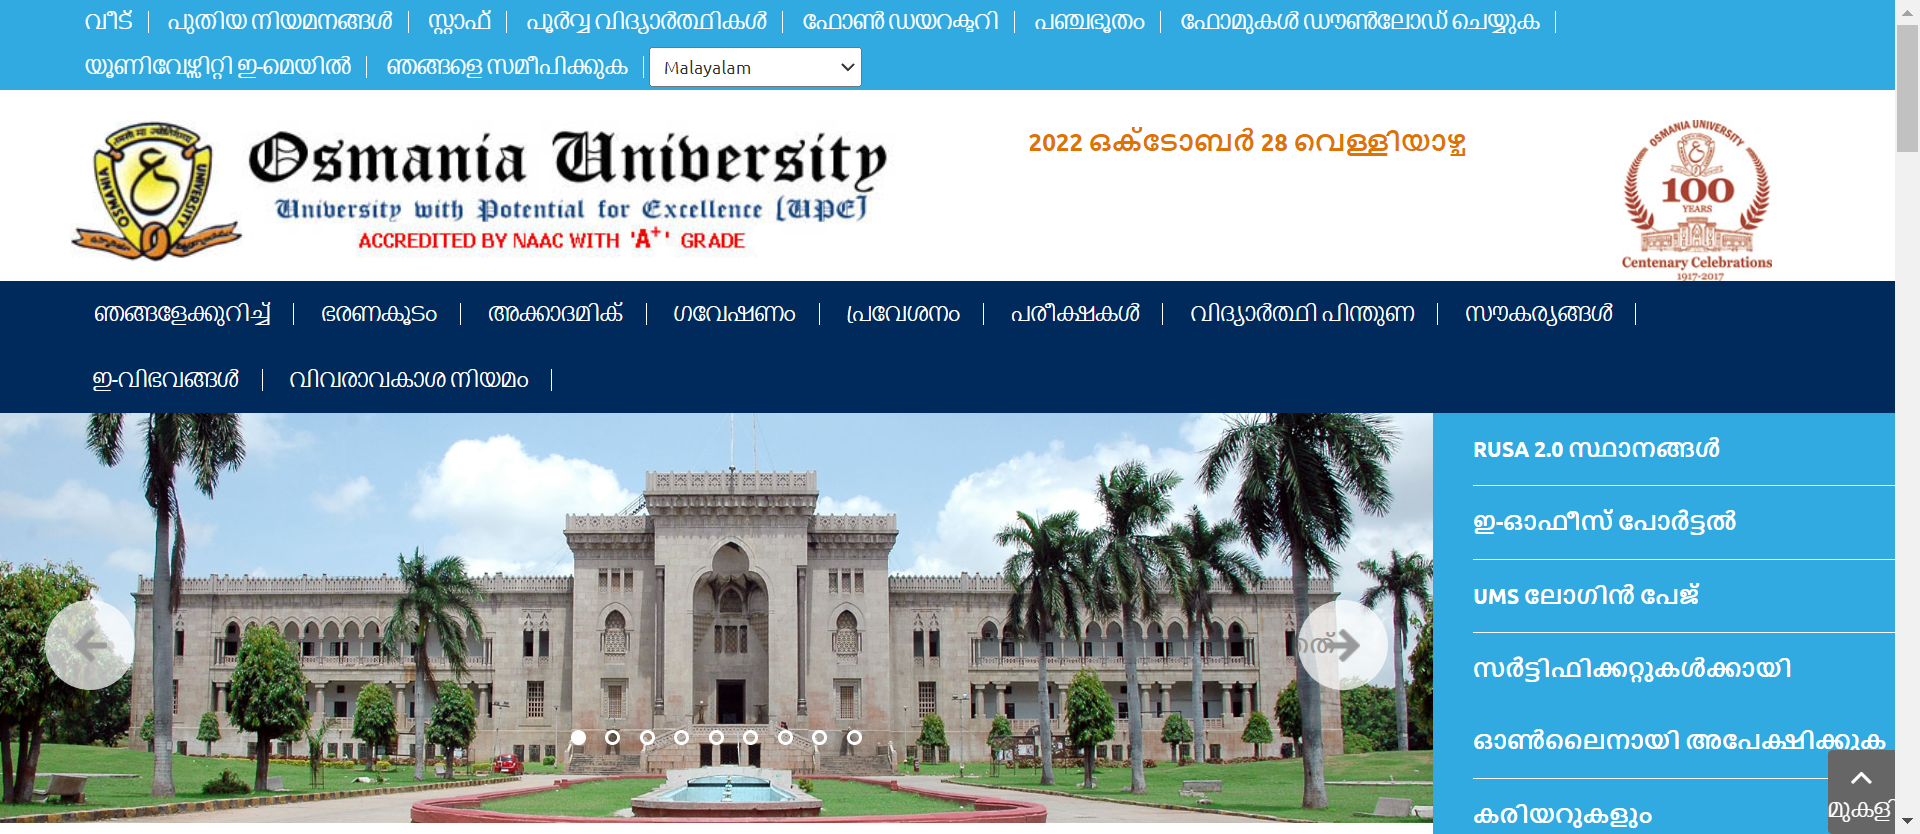 വീട് പുതിയ നിയമനങ്ങൾ സ്റ്റാഫ് പൂർവ്വ വിദ്യാർത്ഥികൾ ഫോൺ ഡയറക്ടറി പഞ്ചഭൂതം ഫോമുകൾ ഡൗൺലോഡ് ചെയ്യുക
യൂണിവേഴ്സിറ്റി ഇ-മെയിൽ ഞങ്ങളെ സമീപിക്കുക Malayalam
Osmania University
University with Potential for Excellence [UPE]
ACCREDITED BY NAAC WITH 'A+' GRADE
2022 ഒക്ടോബർ 28 വെള്ളിയാഴ്ച
OSMANIA UNIVERSITY
100
YEARS
Centenary Celebrations
1917-2017
ഞങ്ങളേക്കുറിച്ച് ഭരണകൂടം അക്കാദമിക് ഗവേഷണം പ്രവേശനം പരീക്ഷകൾ വിദ്യാർത്ഥി പിന്തുണ സൗകര്യങ്ങൾ
ഇ-വിഭവങ്ങൾ വിവരാവകാശ നിയമം
RUSA 2.0 സ്ഥാനങ്ങൾ
ഇ-ഓഫീസ് പോർട്ടൽ
UMS ലോഗിൻ പേജ്
സർട്ടിഫിക്കറ്റുകൾക്കായി
ഓൺലൈനായി അപേക്ഷിക്കുക
കരിയറുകളും